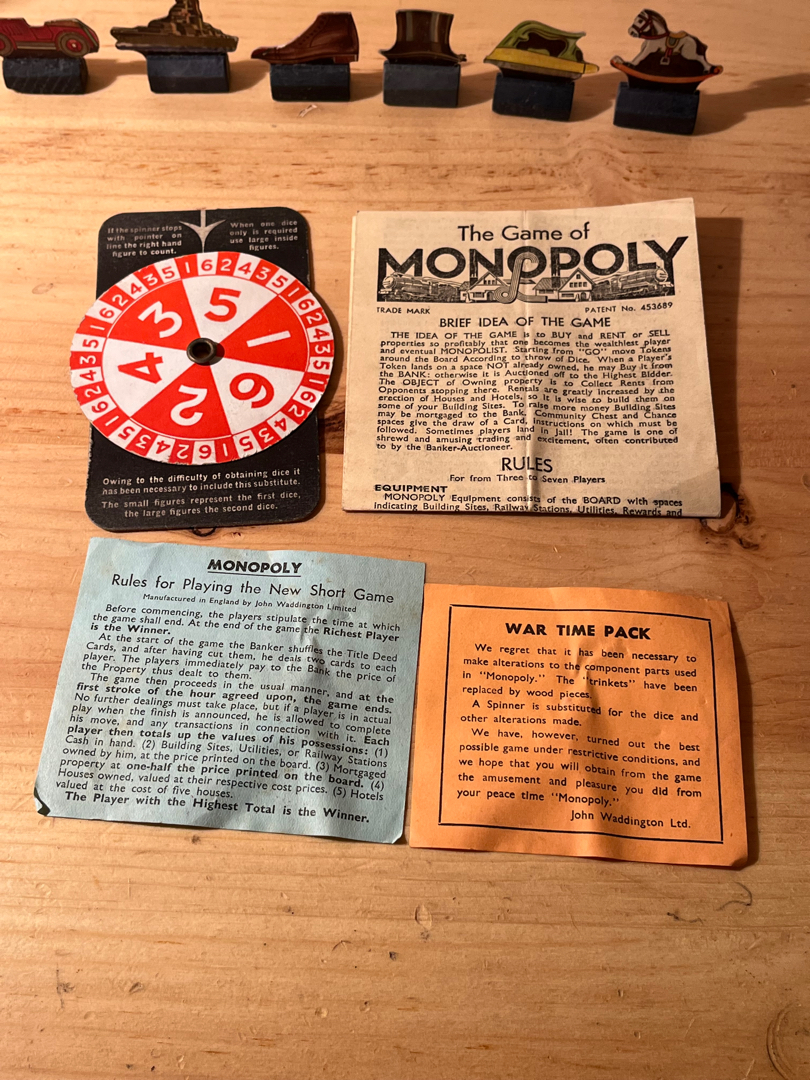 If the spinner stops
with pointer on
line the right hand
figure to count.
When one dice
only is required
use large inside
figures.
5
1
6
2
4
3
Owing to the difficulty of obtaining dice it
has been necessary to include this substitute.
The small figures represent the first dice,
the large figures the second dice.
The Game of
MONOPOLY
TRADE MARK
PATENT No. 453689
BRIEF IDEA OF THE GAME
THE IDEA OF THE GAME is to BUY and RENT or SELL
properties so profitably that one becomes the wealthiest player
and eventual MONOPOLIST. Starting from "GO" move Tokens
around the Board According to throw of Dice. When a Player's
Token lands on a space NOT already owned, he may Buy it from
the BANK: otherwise it is Auctioned off to the Highest Bidder.
The OBJECT of Owning property is to Collect Rents from
Opponents stopping there. Rentals are greatly increased by the
erection of Houses and Hotels, so it is wise to build them on
some of your Building Sites. To raise more money Building Sites
may be mortgaged to the Bank. Community Chest and Chance
spaces give the draw of a Card, instructions on which must be
followed. Sometimes players land in Jail! The game is one of
shrewd and amusing trading and excitement, often contributed
to by the Banker-Auctioneer.
RULES
For from Three to Seven Players
EQUIPMENT
MONOPOLY Equipment consists of the BOARD with spaces
indicating Building Sites, Railway Stations, Utilities, Rewards and
MONOPOLY
Rules for Playing the New Short Game
Manufactured in England by John Waddington Limited
Before commencing, the players stipulate the time at which
the game shall end. At the end of the game the Richest Player
is the Winner.
At the start of the game the Banker shuffles the Title Deed
Cards, and after having cut them, he deals two cards to each
player. The players immediately pay to the Bank the price of
the Property thus dealt to them.
The game then proceeds in the usual manner, and at the
first stroke of the hour agreed upon, the game ends.
No further dealings must take place, but if a player is in actual
play when the finish is announced, he is allowed to complete
his move, and any transactions in connection with it. Each
player then totals up the values of his possessions: (1)
Cash in hand. (2) Building Sites, Utilities, or Railway Stations
owned by him, at the price printed on the board. (3) Mortgaged
property at one-half the price printed on the board. (4)
Houses owned, valued at their respective cost prices. (5) Hotels
valued at the cost of five houses.
The Player with the Highest Total is the Winner.
WAR TIME PACK
We regret that it has been necessary to
make alterations to the component parts used
in "Monopoly." The "trinkets" have been
replaced by wood pieces.
A Spinner is substituted for the dice and
other alterations made.
We have, however, turned out the best
possible game under restrictive conditions, and
we hope that you will obtain from the game
the amusement and pleasure you did from
your peace time "Monopoly."
John Waddington Ltd.